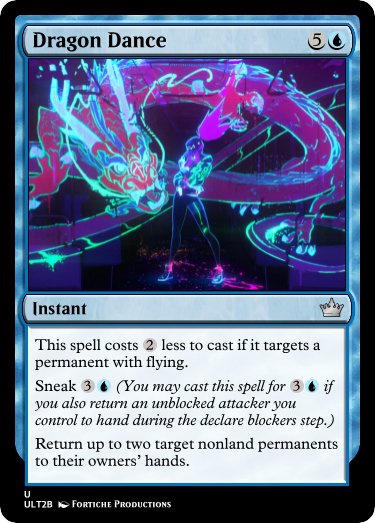 Dragon Dance 5
Instant
This spell costs 2 less to cast if it targets a
permanent with flying.
Sneak 3 (You may cast this spell for 3 if
you also return an unblocked attacker you
control to hand during the declare blockers step.)
Return up to two target nonland permanents
to their owners' hands.
U
ULT2B Fortiche Productions